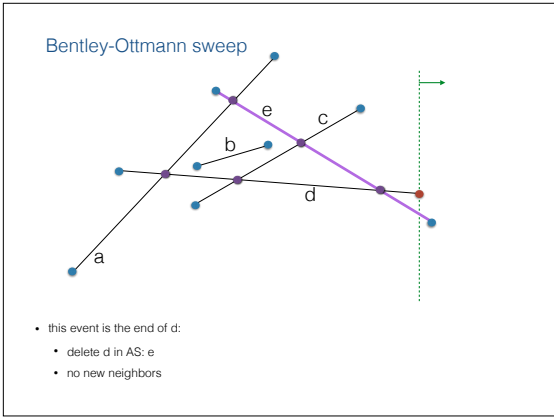 Bentley-Ottmann sweep
e
c
b
d
a
• this event is the end of d:
• delete d in AS: e
• no new neighbors